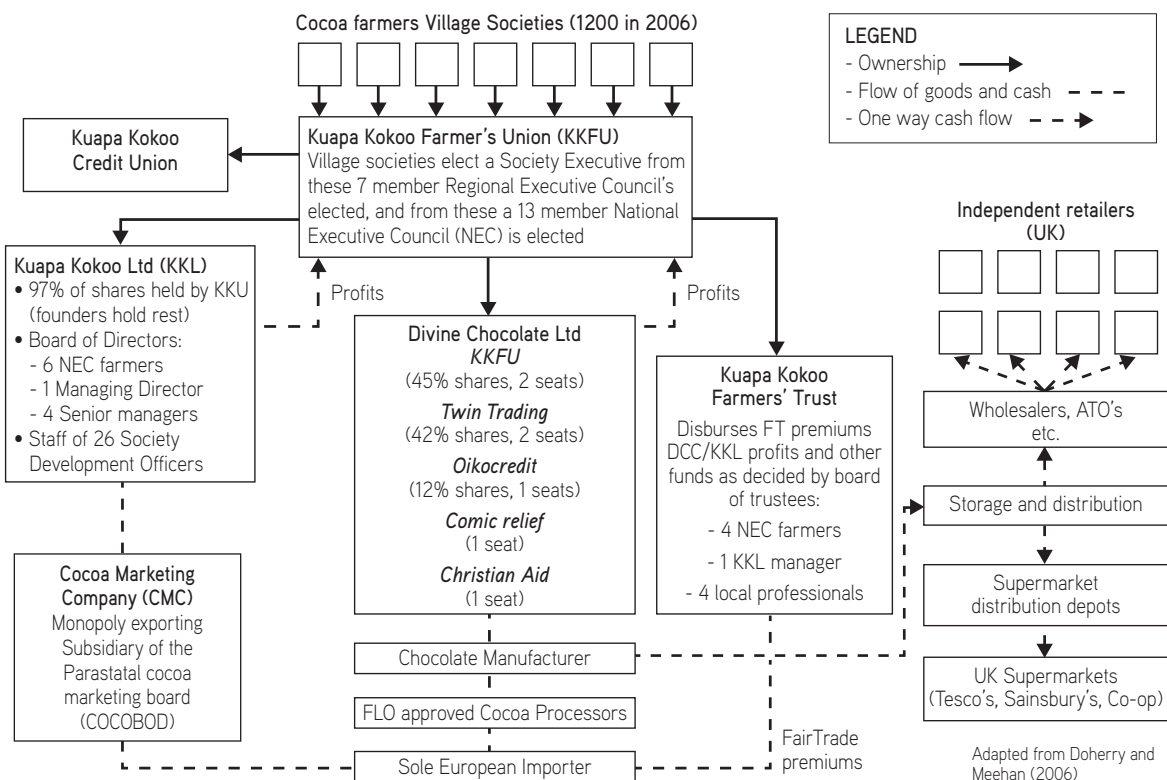 Cocoa farmers Village Societies (1200 in 2006)
LEGEND
- Ownership
- Flow of goods and cash
- One way cash flow
Kuapa Kokoo
Credit Union
Kuapa Kokoo Farmer's Union (KKFU)
Village societies elect a Society Executive from
these 7 member Regional Executive Council's
elected, and from these a 13 member National
Executive Council (NEC) is elected
Kuapa Kokoo Ltd (KKL)
• 97% of shares held by KKU
(founders hold rest)
• Board of Directors:
- 6 NEC farmers
- 1 Managing Director
- 4 Senior managers
• Staff of 26 Society
Development Officers
Profits
Profits
Divine Chocolate Ltd
KKFU
(45% shares, 2 seats)
Twin Trading
(42% shares, 2 seats)
Oikocredit
(12% shares, 1 seats)
Comic relief
(1 seat)
Christian Aid
(1 seat)
Kuapa Kokoo
Farmers' Trust
Disburses FT premiums
DCC/KKL profits and other
funds as decided by board
of trustees:
- 4 NEC farmers
- 1 KKL manager
- 4 local professionals
Independent retailers
(UK)
Wholesalers, ATO's
etc.
Storage and distribution
Supermarket
distribution depots
UK Supermarkets
(Tesco's, Sainsbury's, Co-op)
Cocoa Marketing
Company (CMC)
Monopoly exporting
Subsidiary of the
Parastatal cocoa
marketing board
(COCOBOD)
Chocolate Manufacturer
FLO approved Cocoa Processors
Sole European Importer
FairTrade
premiums
Adapted from Doherry and
Meehan (2006)